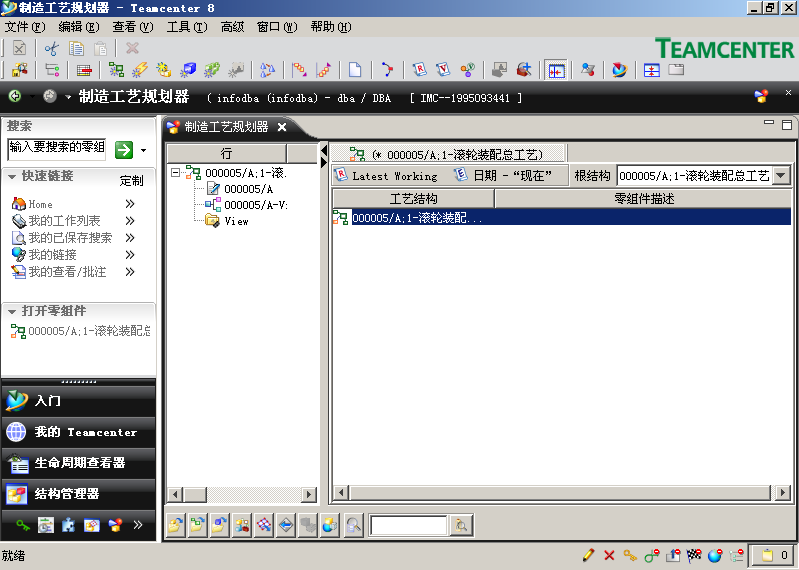 制造工艺规划器 - Teamcenter 8
文件(F) 编辑(E) 查看(V) 工具(T) 高级 窗口(W) 帮助(H)
TEAMCENTER
制造工艺规划器 ( infodba (infodba) - dba / DBA [ IMC--1995093441 ]
搜索
输入要搜索的零组
快速链接 定制
Home
我的工作列表
我的已保存搜索
我的链接
我的查看/批注
打开零组件
000005/A;1-滚轮装配总
入门
我的 Teamcenter
生命周期查看器
结构管理器
制造工艺规划器
行
000005/A;1-滚.
000005/A
000005/A-V:
View
(* 000005/A;1-滚轮装配总工艺)
Latest Working 日期 - “现在” 根结构 000005/A;1-滚轮装配总工艺
工艺结构 零组件描述
000005/A;1-滚轮装配...
就绪 0